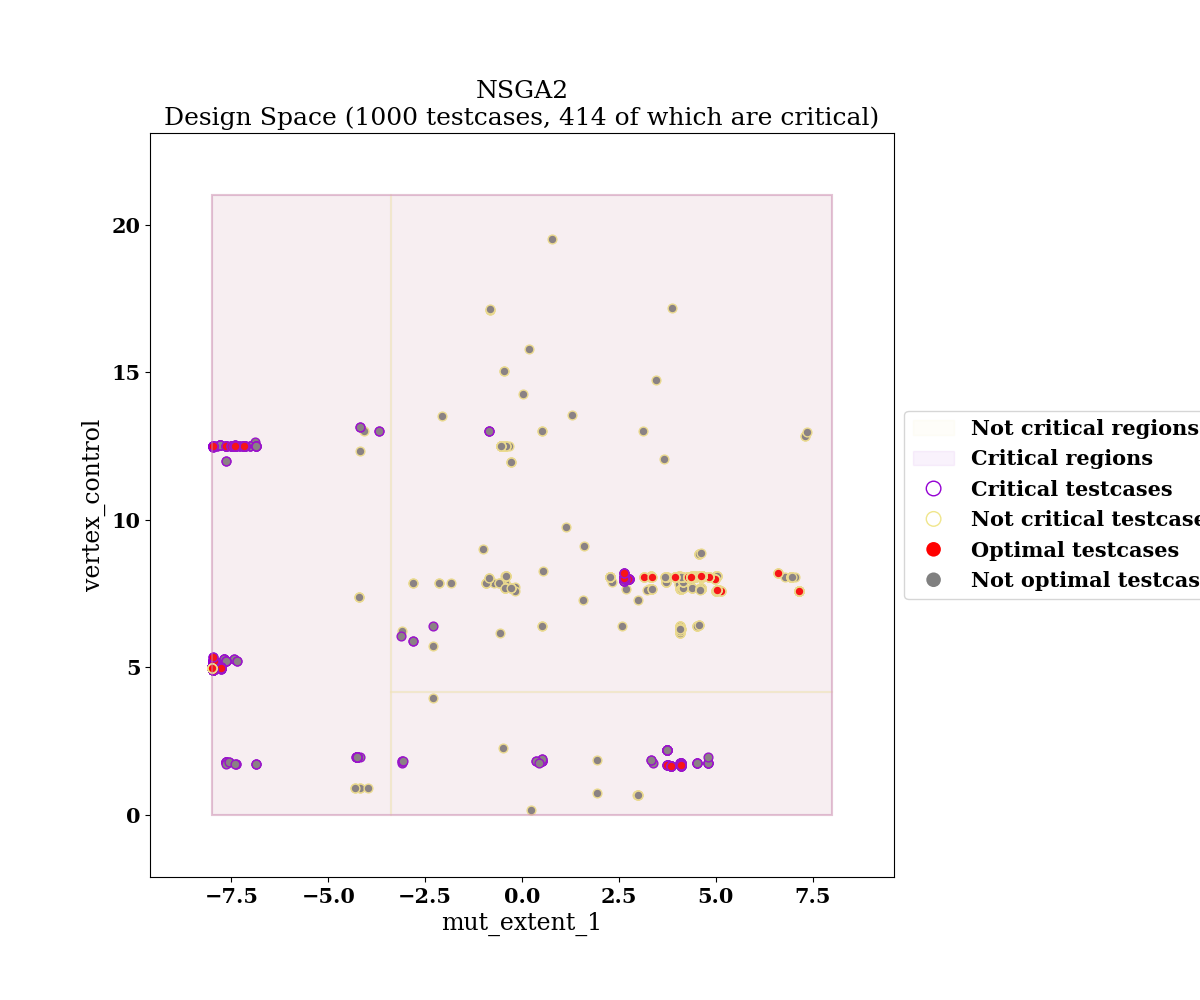 NSGA2
Design Space (1000 testcases, 414 of which are critical)
20
15
10
5
0
vertex_control
−7.5 −5.0 −2.5 0.0 2.5 5.0 7.5
mut_extent_1
Not critical regions
Critical regions
Critical testcases
Not critical testcase
Optimal testcases
Not optimal testcas